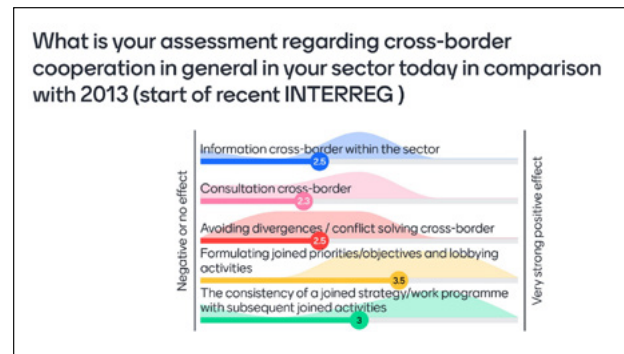 What is your assessment regarding cross-border
cooperation in general in your sector today in comparison
with 2013 (start of recent INTERREG )
Negative or no effect
Information cross-border within the sector
2.5
Consultation cross-border
2.3
Avoiding divergences / conflict solving cross-border
2.5
Formulating joined priorities/objectives and lobbying
activities
3.5
The consistency of a joined strategy/work programme
with subsequent joined activities
3
Very strong positive effect